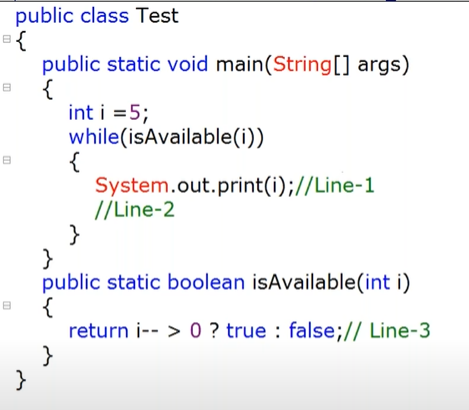 public class Test
{
public static void main(String[] args)
{
int i =5;
while(isAvailable(i))
{
System.out.print(i);//Line-1
//Line-2
}
}
public static boolean isAvailable(int i)
{
return i-- > 0 ? true : false;// Line-3
}
}